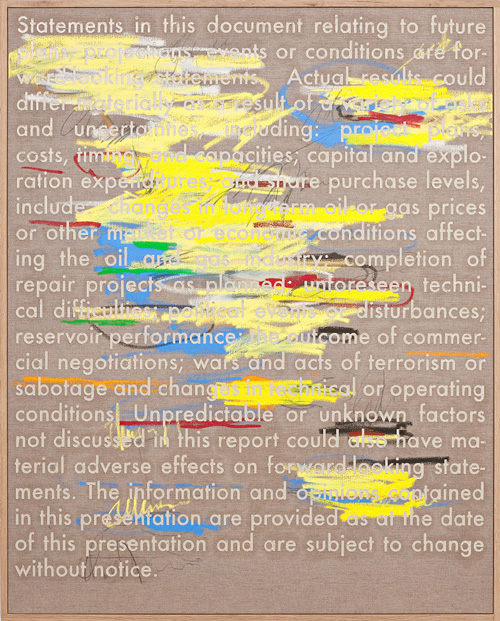 Statements in this document relating to future
plans, projections, events or conditions are for-
ward-looking statements. Actual results could
differ materially as a result of a variety of risks
and uncertainties, including: project plans,
costs, timing, and capacities; capital and explo-
ration expenditures; and share purchase levels,
include changes in long-term oil or gas prices
or other market or economic conditions affect-
ing the oil and gas industry; completion of
repair projects as planned; unforeseen techni-
cal difficulties; political events or disturbances;
reservoir performance; the outcome of commer-
cial negotiations; wars and acts of terrorism or
sabotage and changes in technical or operating
conditions. Unpredictable or unknown factors
not discussed in this report could also have ma-
terial adverse effects on forward-looking state-
ments. The information and opinions contained
in this presentation are provided as at the date
of this presentation and are subject to change
without notice.